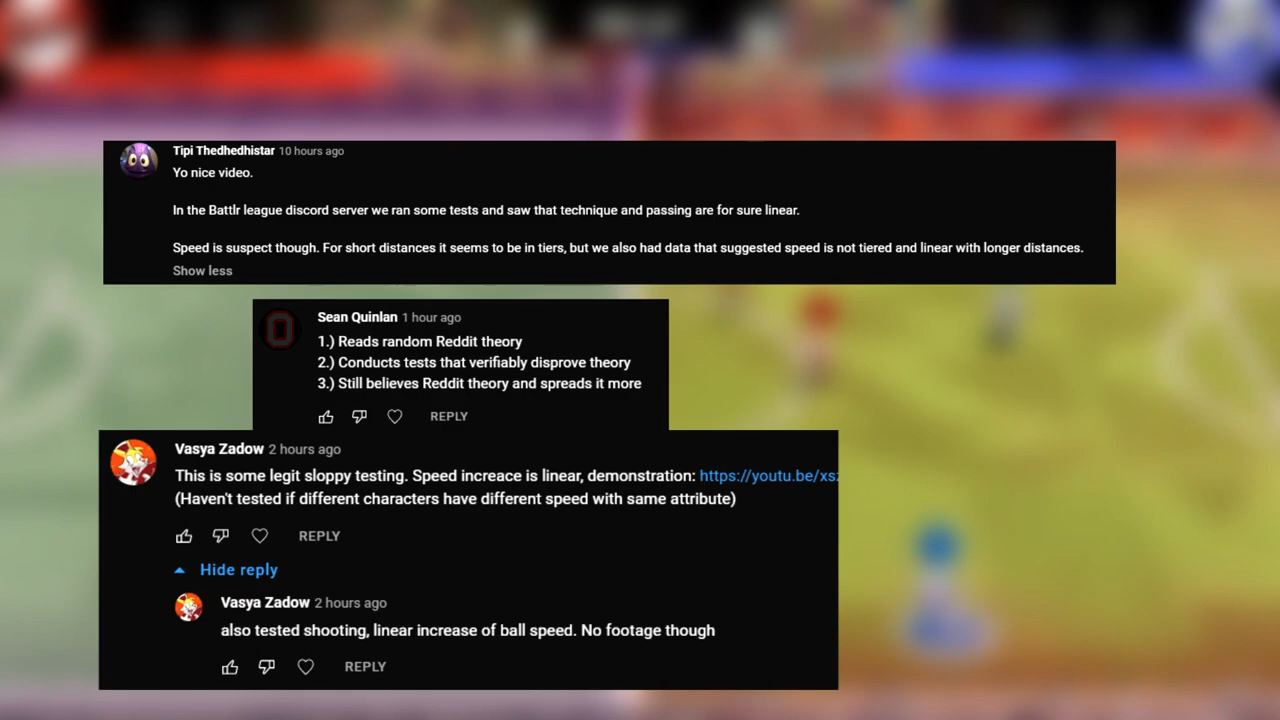 Tipi Thedhedhistar 10 hours ago
Yo nice video.
In the Battlr league discord server we ran some tests and saw that technique and passing are for sure linear.
Speed is suspect though. For short distances it seems to be in tiers, but we also had data that suggested speed is not tiered and linear with longer distances.
Show less
Sean Quinlan 1 hour ago
1.) Reads random Reddit theory
2.) Conducts tests that verifiably disprove theory
3.) Still believes Reddit theory and spreads it more
REPLY
Vasya Zadow 2 hours ago
This is some legit sloppy testing. Speed increace is linear, demonstration: https://youtu.be/xs
(Haven't tested if different characters have different speed with same attribute)
REPLY
Hide reply
Vasya Zadow 2 hours ago
also tested shooting, linear increase of ball speed. No footage though
REPLY